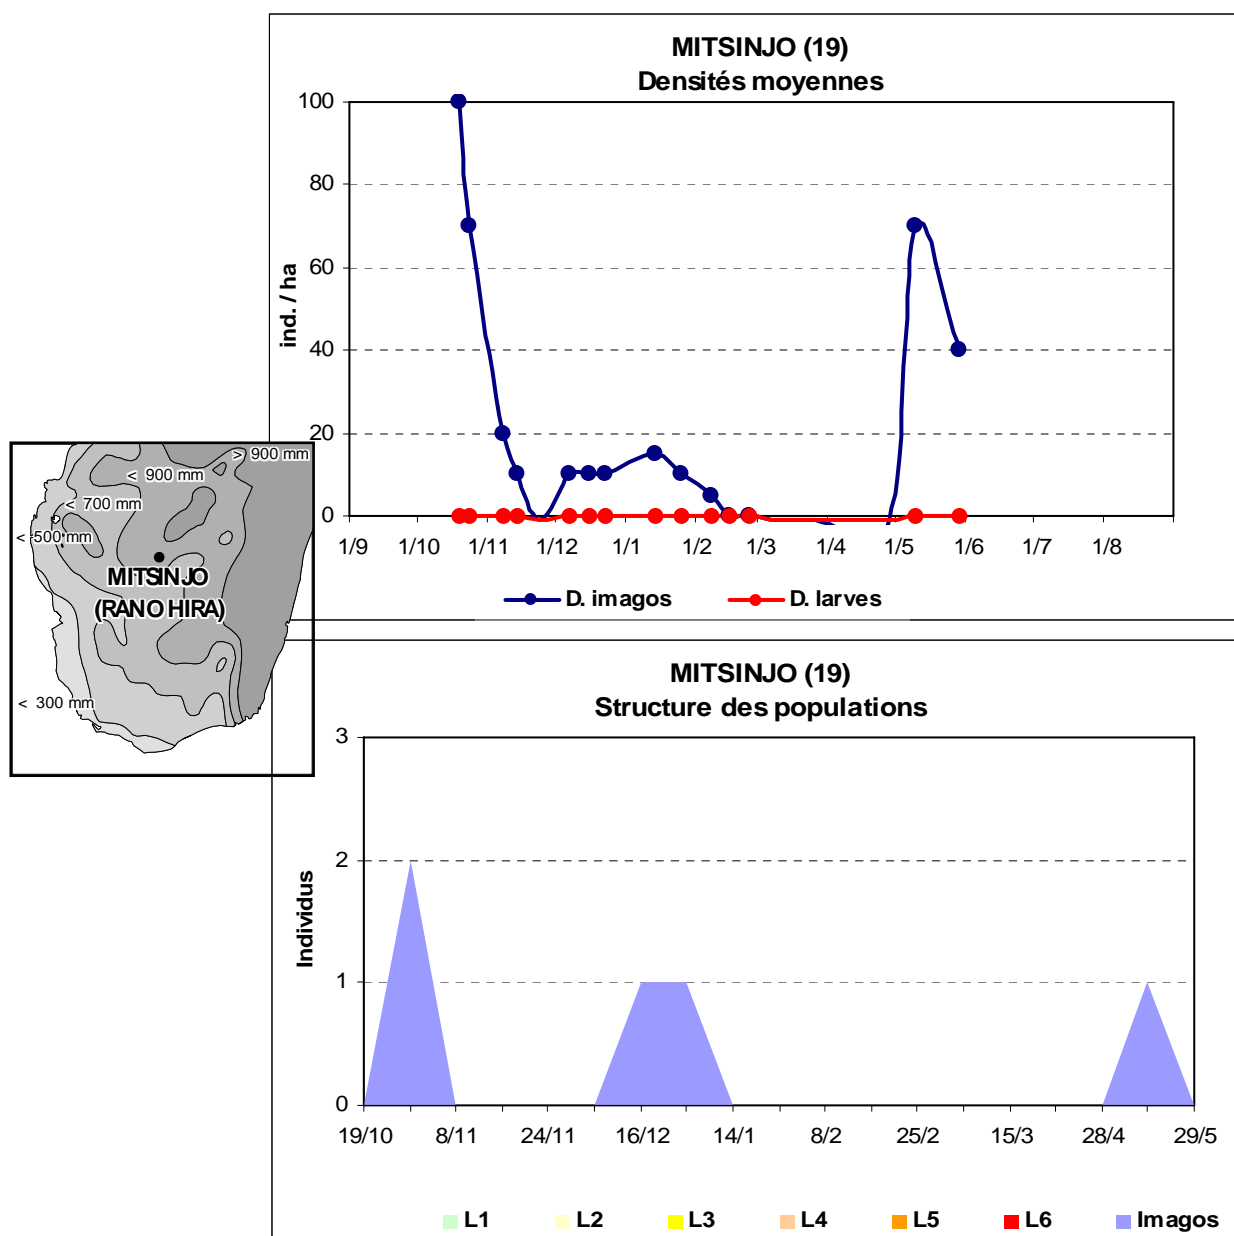 MITSINJO (19)
Densités moyennes
100
80
60
40
20
0
ind. / ha
1/9 1/10 1/11 1/12 1/1 1/2 1/3 1/4 1/5 1/6 1/7 1/8
D. imagos D. larves
> 900 mm
< 900 mm
< 700 mm
< 500 mm
MITSINJO
(RANOHIRA)
< 300 mm
MITSINJO (19)
Structure des populations
3
2
1
0
Individus
19/10 8/11 24/11 16/12 14/1 8/2 25/2 15/3 28/4 29/5
L1 L2 L3 L4 L5 L6 Imagos